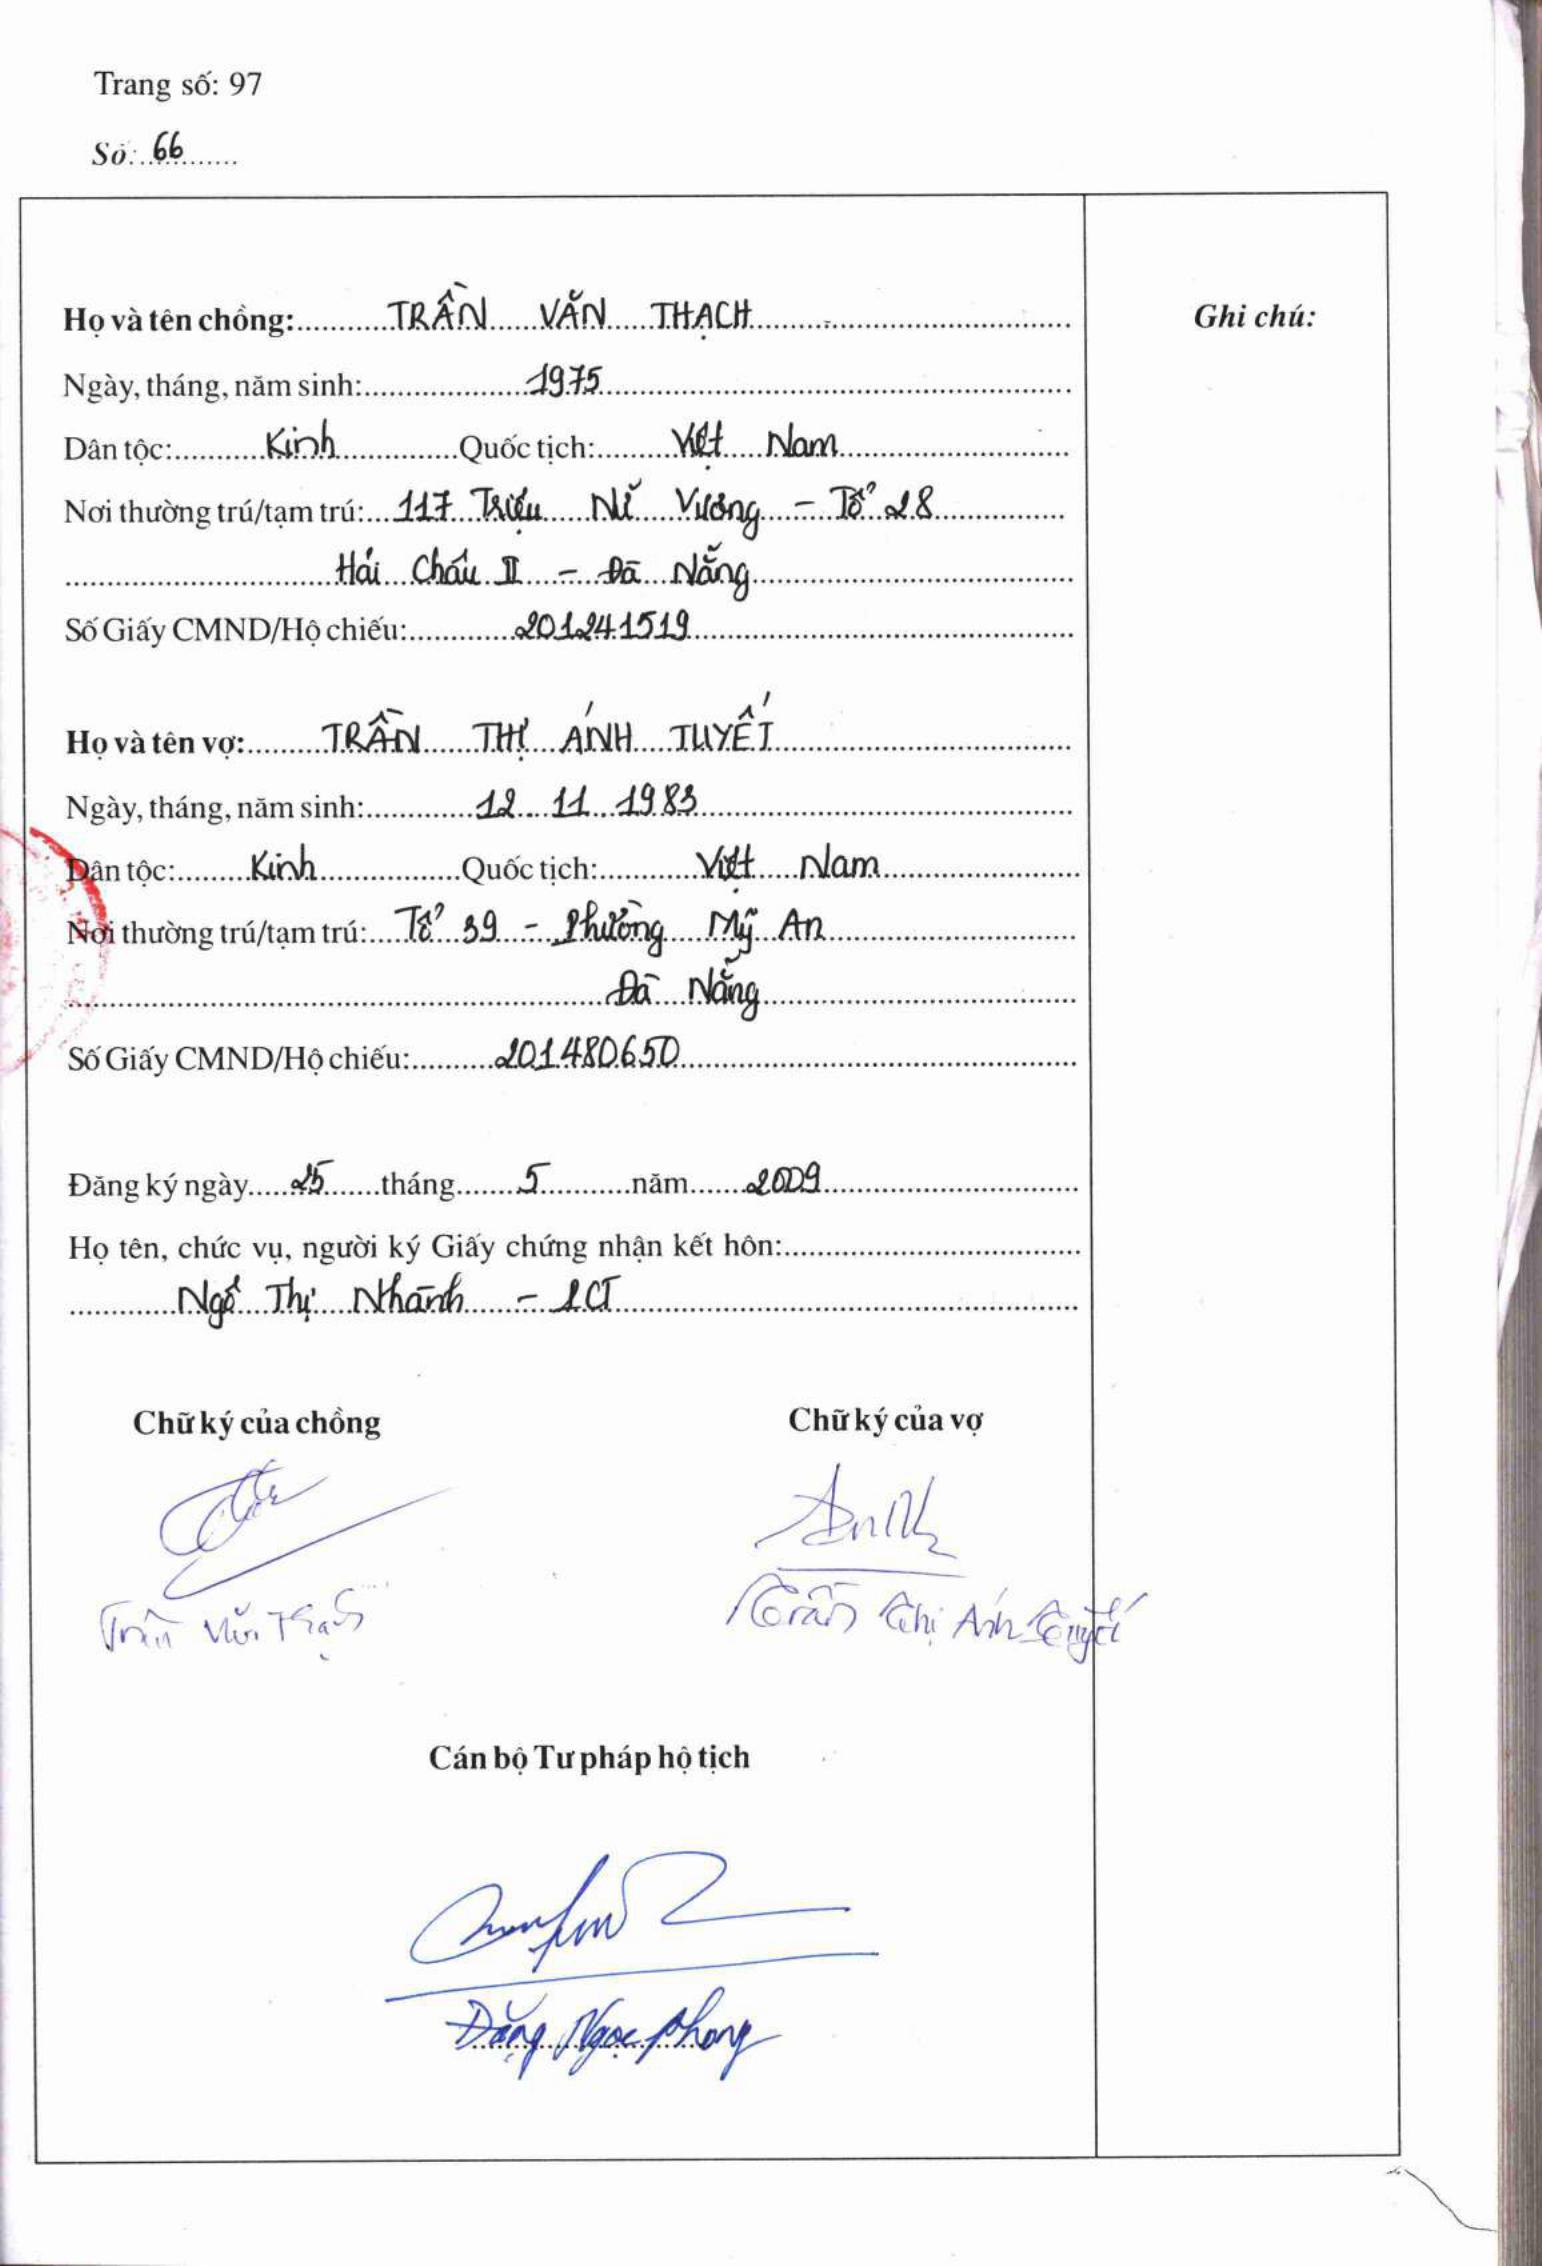 Trang số: 97
Số: 66
Họ và tên chồng: TRẦN VĂN THẠCH
Ghi chú:
Ngày, tháng, năm sinh: 1975
Dân tộc: Kinh Quốc tịch: Việt Nam
Nơi thường trú/tạm trú: 117 Triệu Nữ Vương - Tổ 28
Hải Châu II - Đà Nẵng
Số Giấy CMND/Hộ chiếu: 201241519
Họ và tên vợ: TRẦN THỊ ÁNH TUYẾT
Ngày, tháng, năm sinh: 12 11 1983
Dân tộc: Kinh Quốc tịch: Việt Nam
Nơi thường trú/tạm trú: Tổ 39 - Phường Mỹ An
Đà Nẵng
Số Giấy CMND/Hộ chiếu: 201480650
Đăng ký ngày 25 tháng 5 năm 2009
Họ tên, chức vụ, người ký Giấy chứng nhận kết hôn:
Ngô Thị Nhành -
Chữ ký của chồng Chữ ký của vợ
Trần Văn Thạch Trần Thị Ánh Tuyết
Cán bộ Tư pháp hộ tịch
Đặng Ngọc Phong